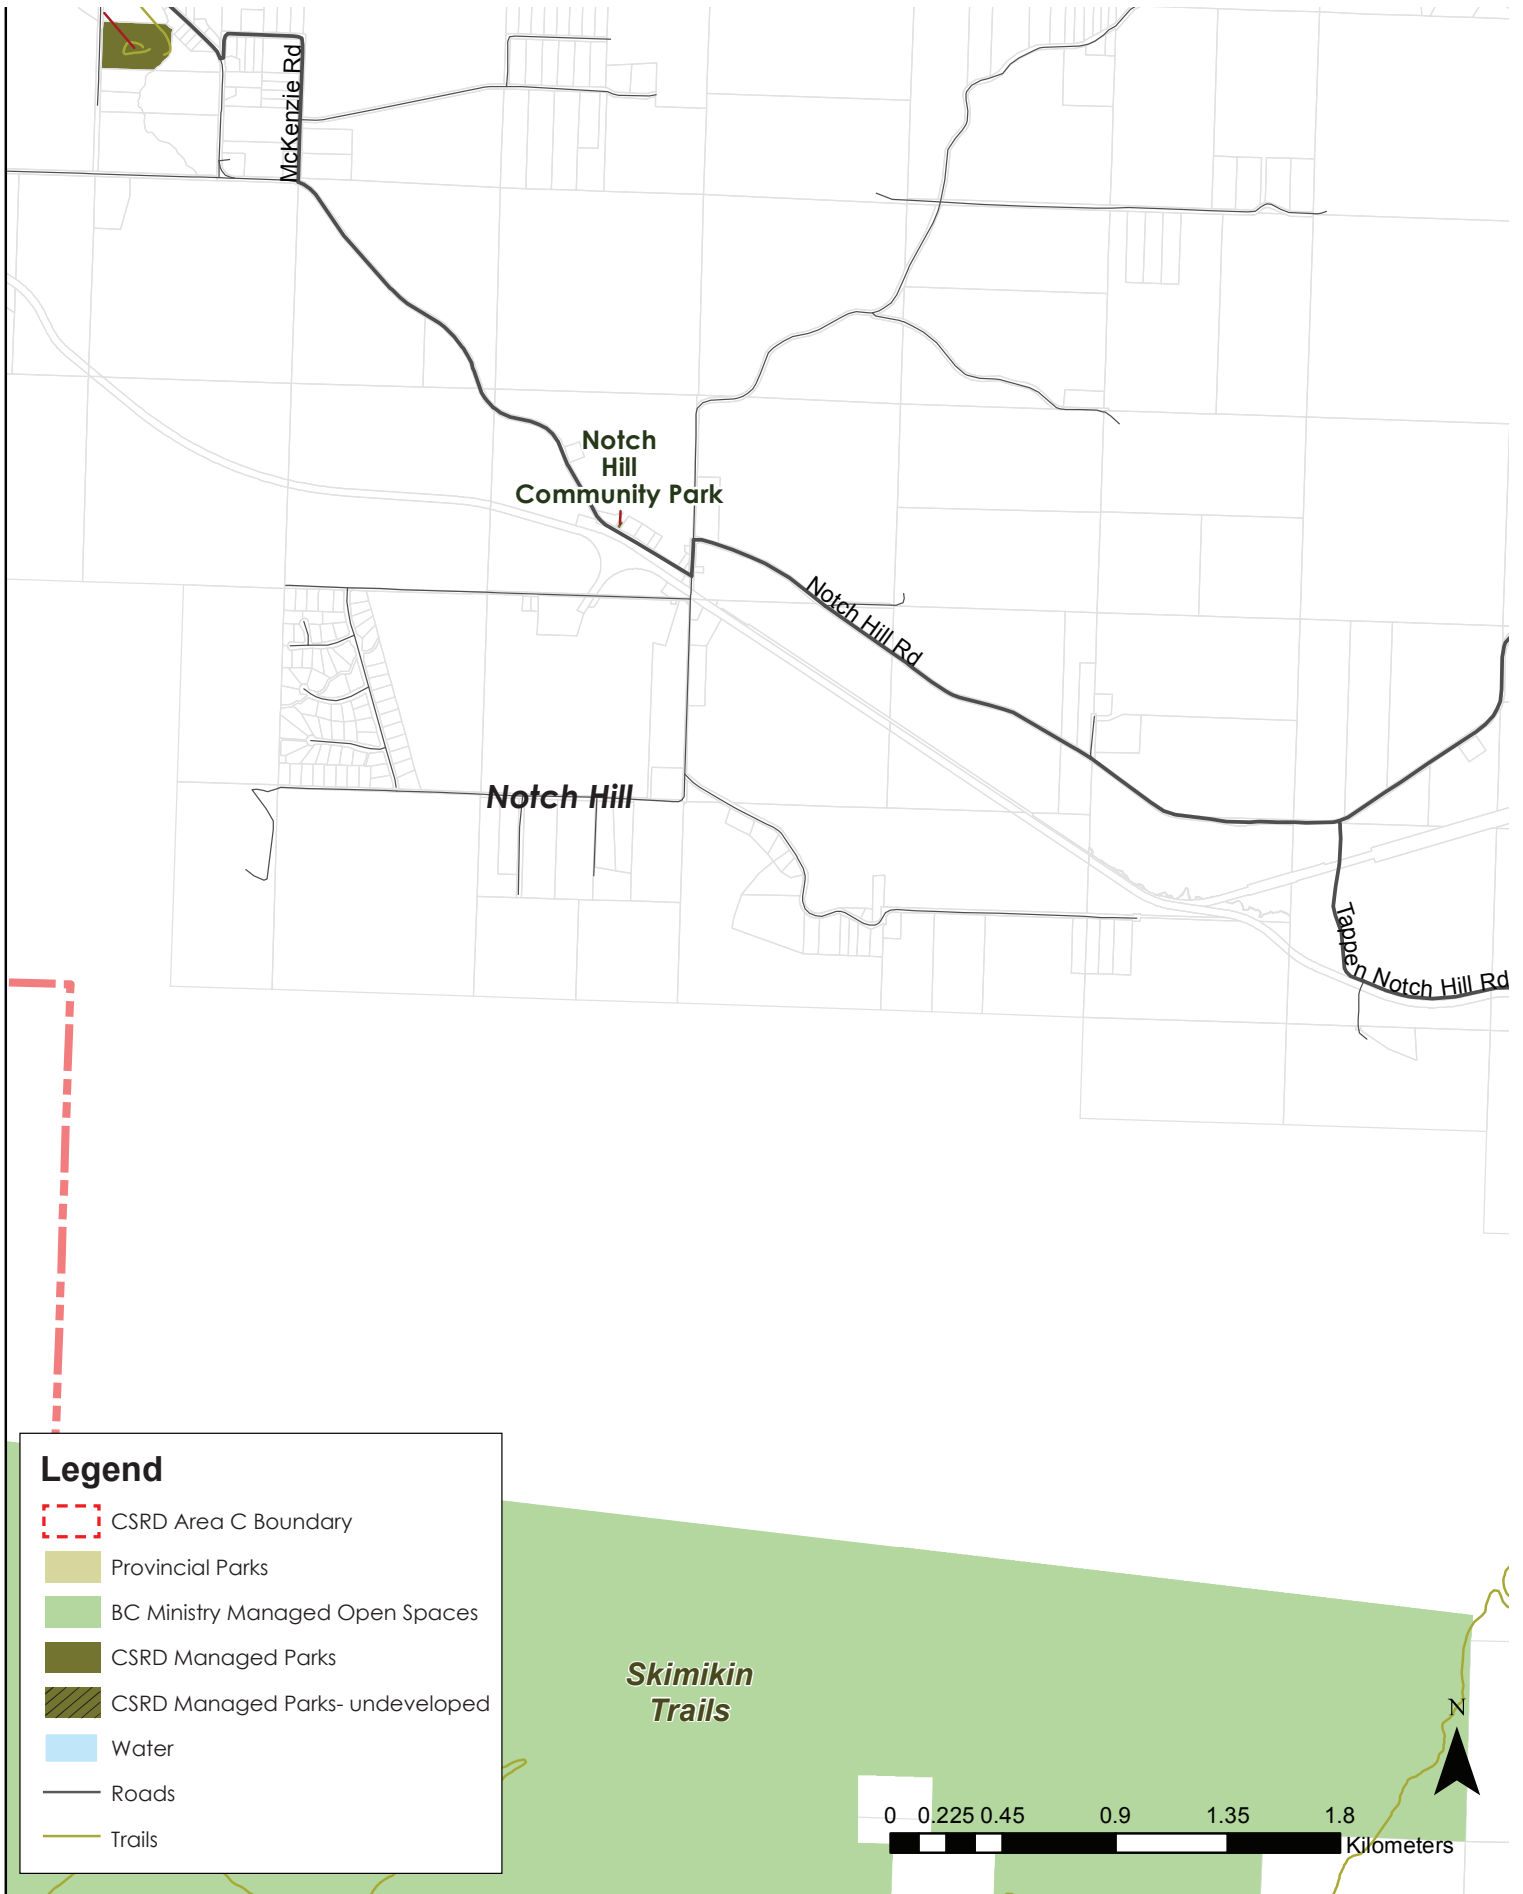 McKenzie Rd
Notch
Hill
Community Park
Notch Hill Rd
Notch Hill
Tappen Notch Hill Rd
Legend
CSRD Area C Boundary
Provincial Parks
BC Ministry Managed Open Spaces
CSRD Managed Parks
CSRD Managed Parks- undeveloped
Water
Roads
Trails
Skimikin
Trails
N
0 0.225 0.45 0.9 1.35 1.8
Kilometers